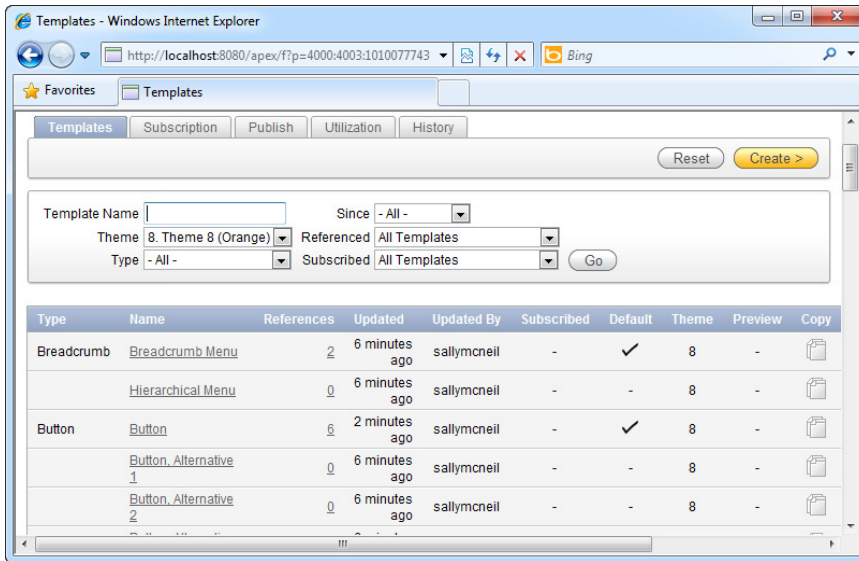 Templates - Windows Internet Explorer
http://localhost:8080/apex/f?p=4000:4003:1010077743
Bing
Favorites
Templates
Templates Subscription Publish Utilization History
Reset Create >
Template Name Since - All -
Theme 8. Theme 8 (Orange) Referenced All Templates
Type - All - Subscribed All Templates Go
Type Name References Updated Updated By Subscribed Default Theme Preview Copy
Breadcrumb Breadcrumb Menu 2 6 minutes ago sallymcneil - 8 -
Hierarchical Menu 0 6 minutes ago sallymcneil - - 8 -
Button Button 6 2 minutes ago sallymcneil - 8 -
Button, Alternative 1 0 6 minutes ago sallymcneil - - 8 -
Button, Alternative 2 0 6 minutes ago sallymcneil - - 8 -